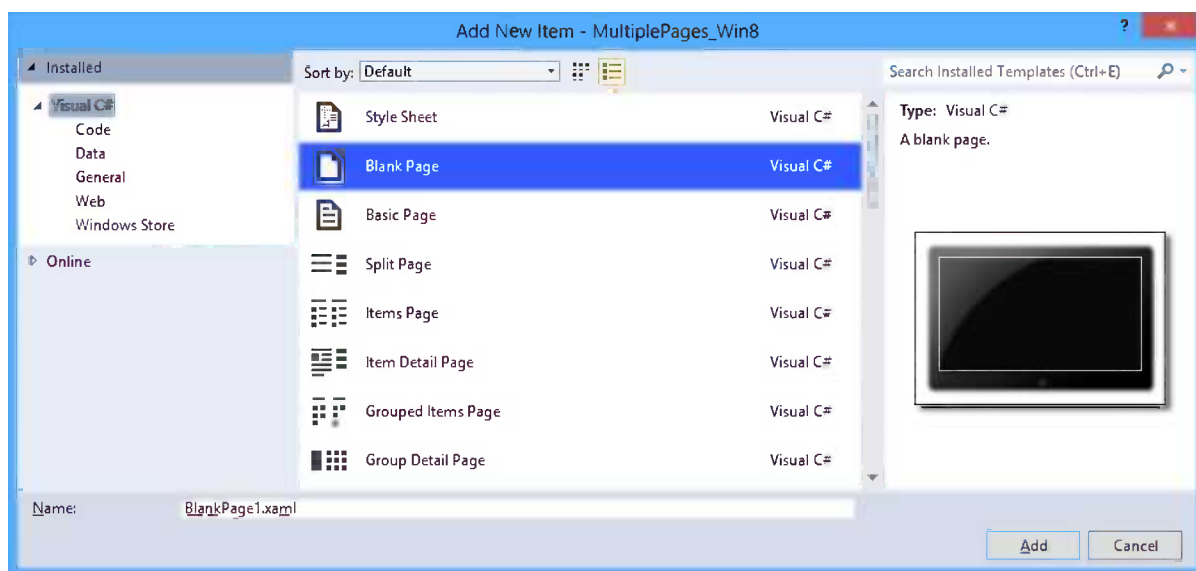 Add New Item - MultiplePages_Win8
?
Installed
Sort by: Default
Search Installed Templates (Ctrl+E)
Visual C#
Code
Data
General
Web
Windows Store
Online
Style Sheet Visual C#
Blank Page Visual C#
Basic Page Visual C#
Split Page Visual C#
Items Page Visual C#
Item Detail Page Visual C#
Grouped Items Page Visual C#
Group Detail Page Visual C#
Type: Visual C#
A blank page.
Name: BlankPage1.xaml
Add Cancel